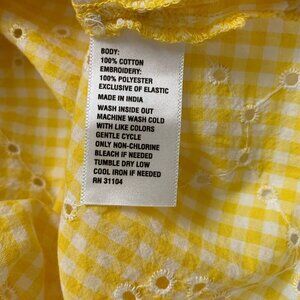 BODY:
100% COTTON
EMBROIDERY:
100% POLYESTER
EXCLUSIVE OF ELASTIC
MADE IN INDIA
WASH INSIDE OUT
MACHINE WASH COLD
WITH LIKE COLORS
GENTLE CYCLE
ONLY NON-CHLORINE
BLEACH IF NEEDED
TUMBLE DRY LOW
COOL IRON IF NEEDED
RN 31104